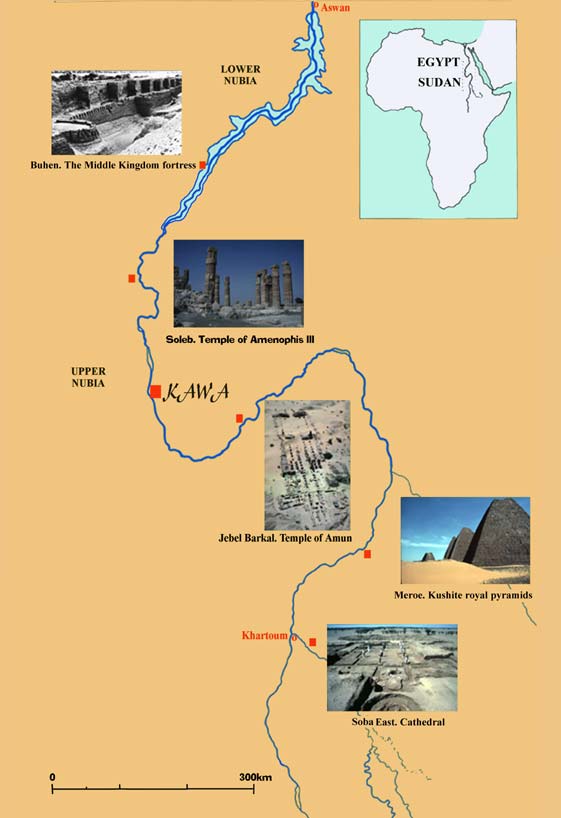 Aswan
LOWER
NUBIA
EGYPT
SUDAN
Buhen. The Middle Kingdom fortress
Soleb. Temple of Amenophis III
UPPER
NUBIA
KAWA
Jebel Barkal. Temple of Amun
Meroe. Kushite royal pyramids
Khartoum
Soba East. Cathedral
0
300km